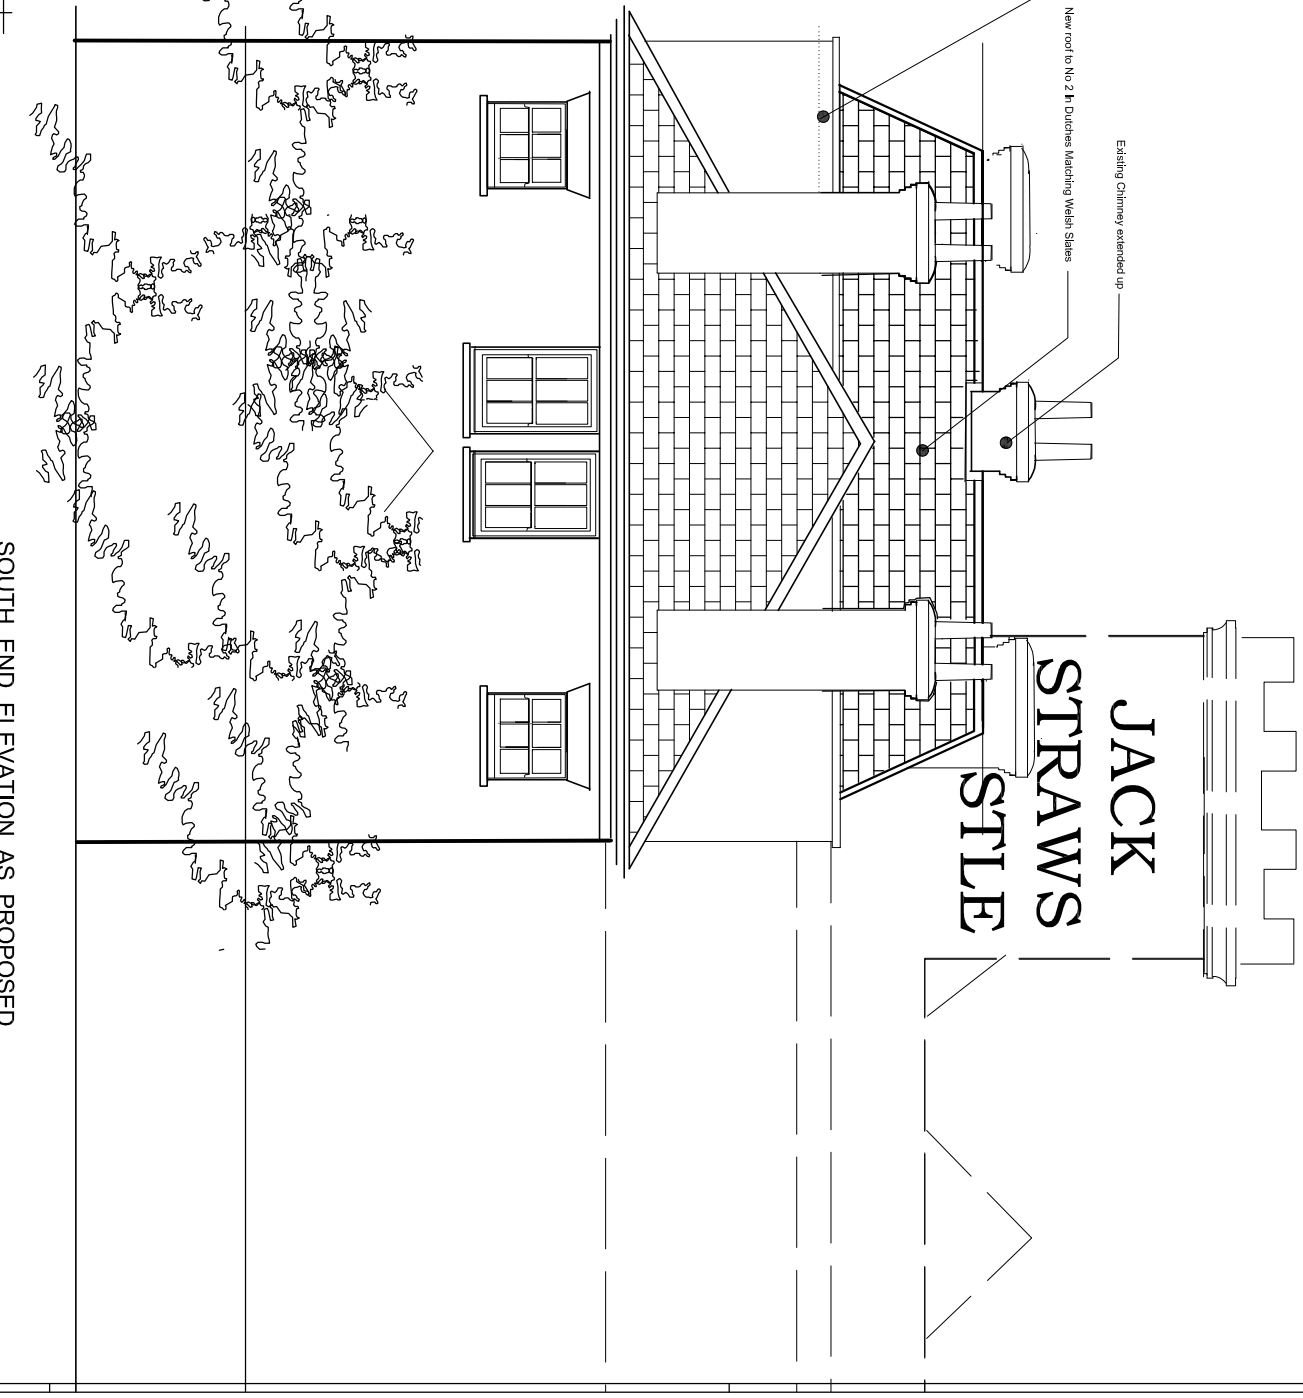 JACK
STRAWS
STLE
Existing Chimney extended up
New roof to No 2 In Dutches Matching Welsh Slates
SOUTH END ELEVATION AS PROPOSED